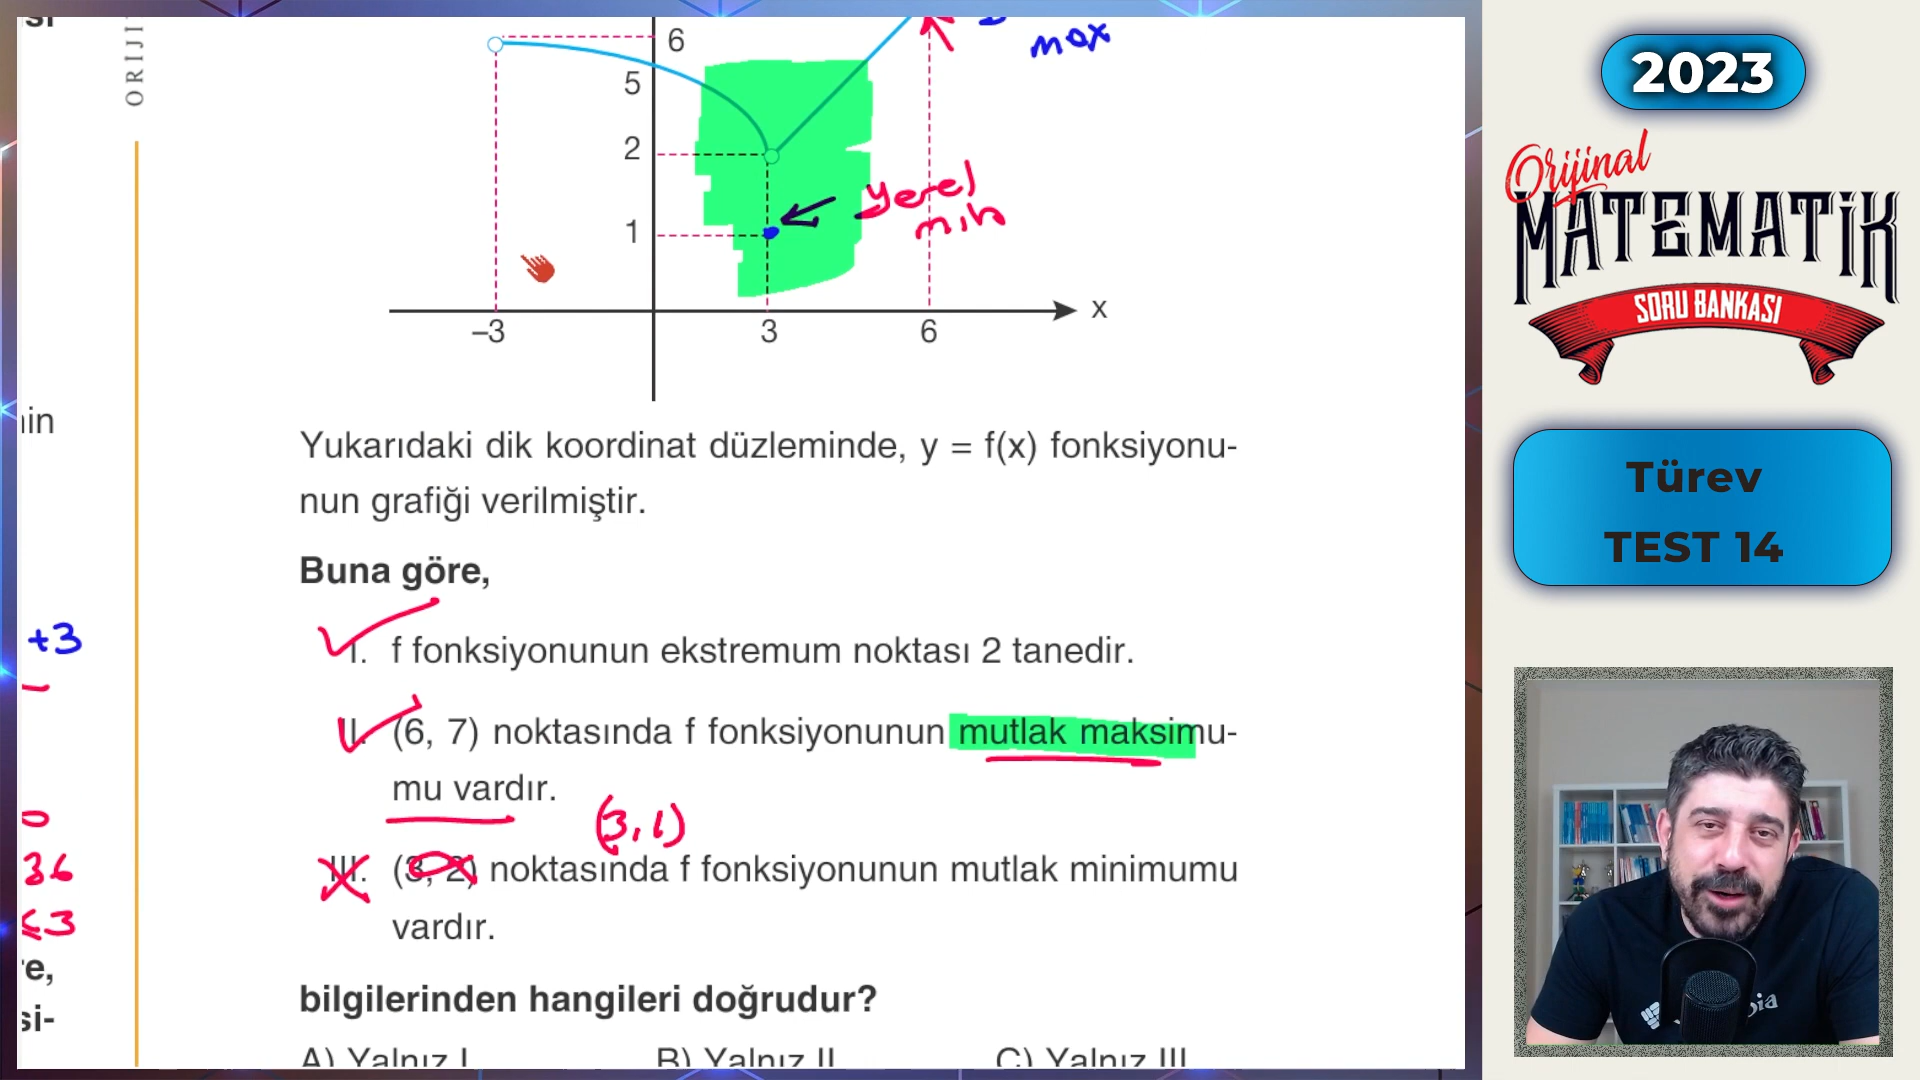 ORIJI
6
5
2
1
max
yerel
min
-3
3
6
x
in
Yukarıdaki dik koordinat düzleminde, y = f(x) fonksiyonu-
nun grafiği verilmiştir.
Buna göre,
+3
I. f fonksiyonunun ekstremum noktası 2 tanedir.
II. (6, 7) noktasında f fonksiyonunun mutlak maksimu-
mu vardır.
(3,1)
III. (3, 2) noktasında f fonksiyonunun mutlak minimumu
vardır.
36
≤3
e,
si-
bilgilerinden hangileri doğrudur?
A) Yalnız I B) Yalnız II C) Yalnız III
2023
Orijinal
MATEMATİK
SORU BANKASI
Türev
TEST 14